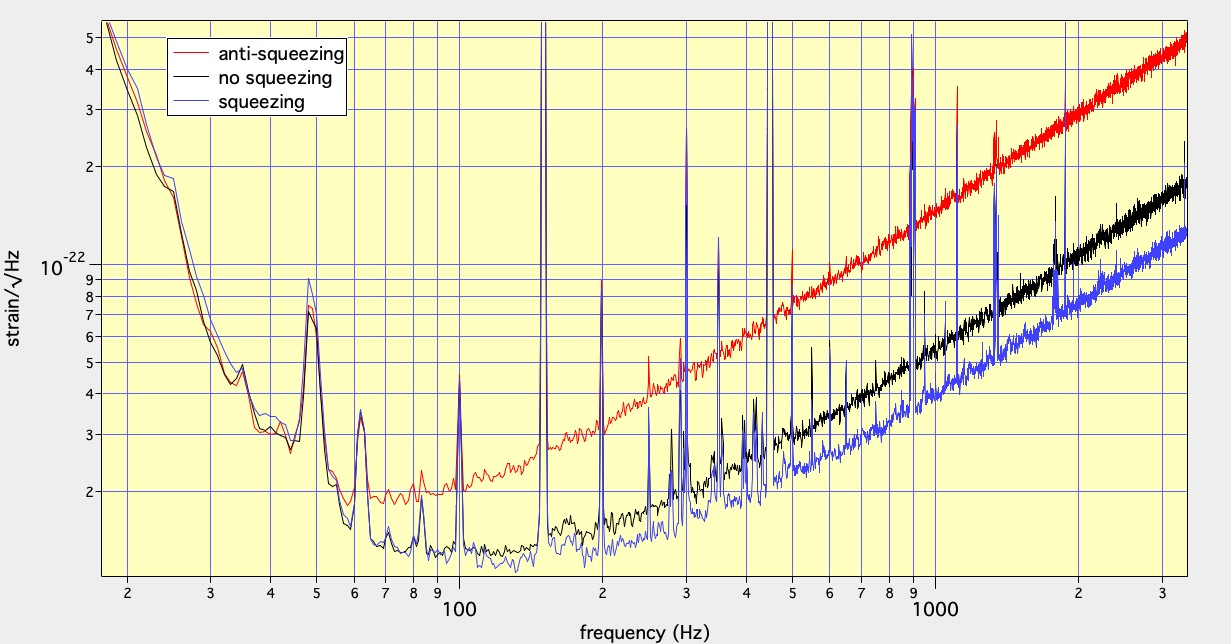 anti-squeezing
no squeezing
squeezing
5
4
3
2
10-22
9
8
7
6
5
4
3
2
strain/√Hz
2 3 4 5 6 7 8 9 100 2 3 4 5 6 7 8 9 1000 2 3
frequency (Hz)